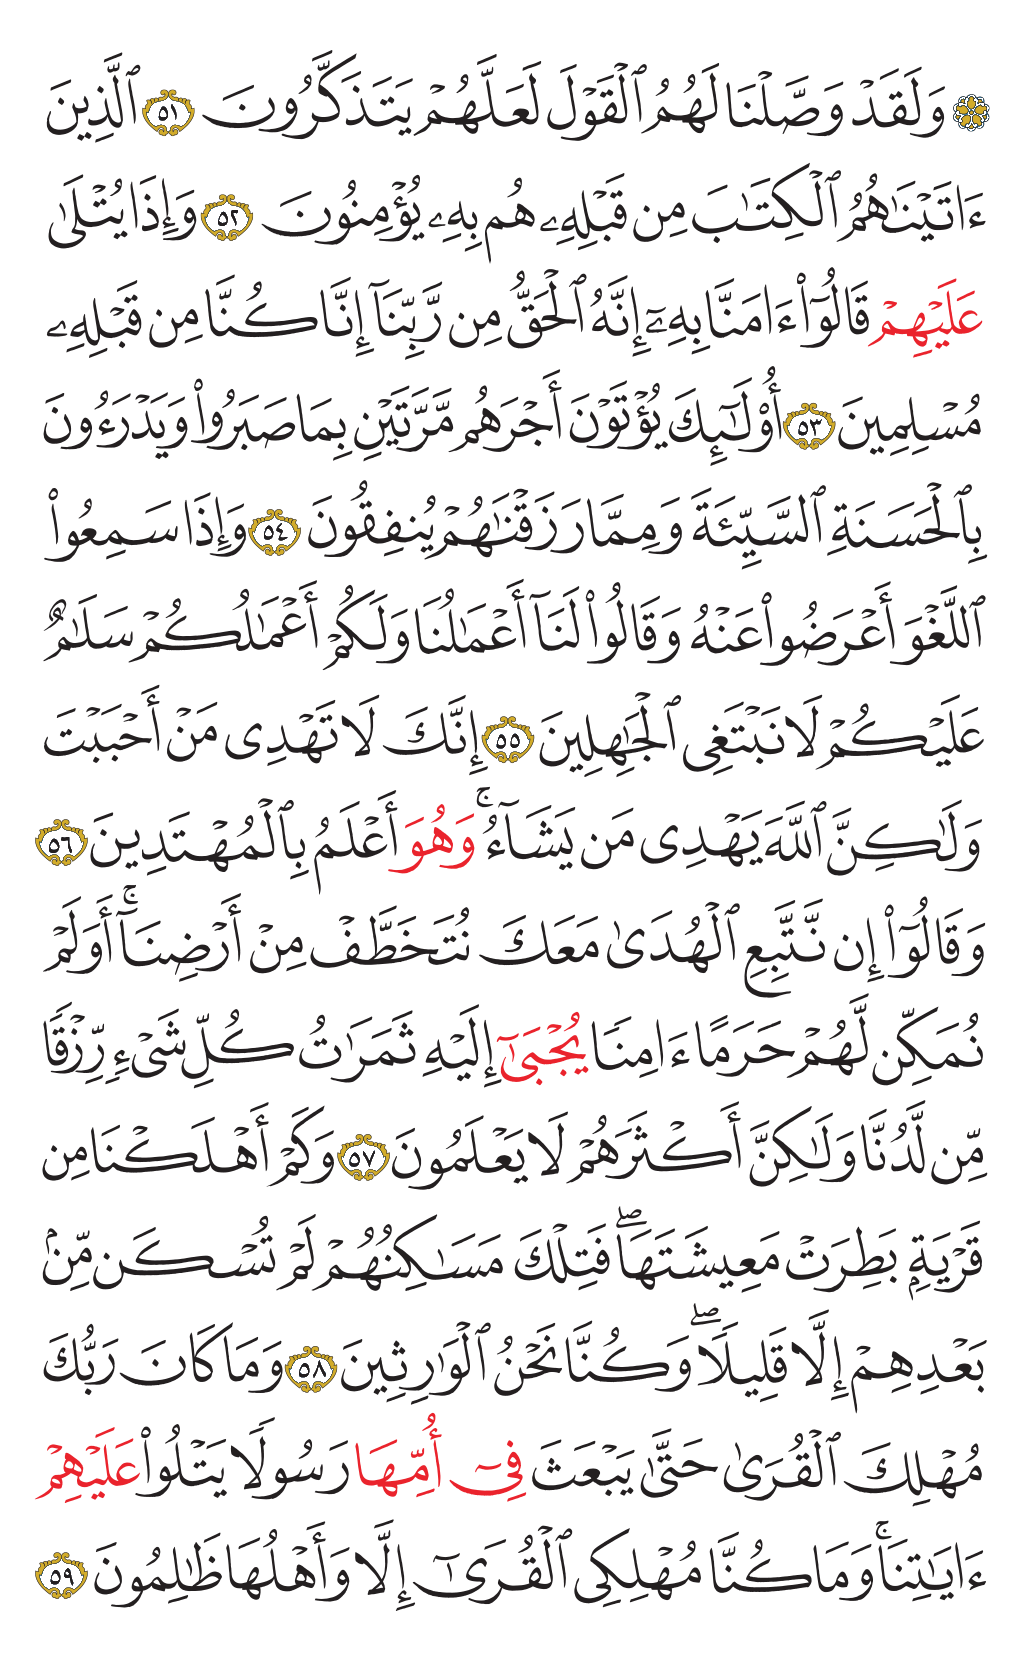 ۞ وَلَقَدْ وَصَّلْنَا لَهُمُ ٱلْقَوْلَ لَعَلَّهُمْ يَتَذَكَّرُونَ ٥١ ٱلَّذِينَ
ءَاتَيْنَٰهُمُ ٱلْكِتَٰبَ مِن قَبْلِهِۦ هُم بِهِۦ يُؤْمِنُونَ ٥٢ وَإِذَا يُتْلَىٰ
عَلَيْهِمْ قَالُوٓا۟ ءَامَنَّا بِهِۦٓ إِنَّهُ ٱلْحَقُّ مِن رَّبِّنَآ إِنَّا كُنَّا مِن قَبْلِهِۦ
مُسْلِمِينَ ٥٣ أُو۟لَٰٓئِكَ يُؤْتَوْنَ أَجْرَهُم مَّرَّتَيْنِ بِمَا صَبَرُوا۟ وَيَدْرَءُونَ
بِٱلْحَسَنَةِ ٱلسَّيِّئَةَ وَمِمَّا رَزَقْنَٰهُمْ يُنفِقُونَ ٥٤ وَإِذَا سَمِعُوا۟
ٱللَّغْوَ أَعْرَضُوا۟ عَنْهُ وَقَالُوا۟ لَنَآ أَعْمَٰلُنَا وَلَكُمْ أَعْمَٰلُكُمْ سَلَٰمٌ
عَلَيْكُمْ لَا نَبْتَغِى ٱلْجَٰهِلِينَ ٥٥ إِنَّكَ لَا تَهْدِى مَنْ أَحْبَبْتَ
وَلَٰكِنَّ ٱللَّهَ يَهْدِى مَن يَشَآءُ ۚ وَهُوَ أَعْلَمُ بِٱلْمُهْتَدِينَ ٥٦
وَقَالُوٓا۟ إِن نَّتَّبِعِ ٱلْهُدَىٰ مَعَكَ نُتَخَطَّفْ مِنْ أَرْضِنَآ ۚ أَوَلَمْ
نُمَكِّن لَّهُمْ حَرَمًا ءَامِنًا يُجْبَىٰٓ إِلَيْهِ ثَمَرَٰتُ كُلِّ شَىْءٍ رِّزْقًا
مِّن لَّدُنَّا وَلَٰكِنَّ أَكْثَرَهُمْ لَا يَعْلَمُونَ ٥٧ وَكَمْ أَهْلَكْنَا مِن
قَرْيَةٍۭ بَطِرَتْ مَعِيشَتَهَا ۖ فَتِلْكَ مَسَٰكِنُهُمْ لَمْ تُسْكَن مِّنۢ
بَعْدِهِمْ إِلَّا قَلِيلًا ۖ وَكُنَّا نَحْنُ ٱلْوَٰرِثِينَ ٥٨ وَمَا كَانَ رَبُّكَ
مُهْلِكَ ٱلْقُرَىٰ حَتَّىٰ يَبْعَثَ فِىٓ أُمِّهَا رَسُولًا يَتْلُوا۟ عَلَيْهِمْ
ءَايَٰتِنَا ۚ وَمَا كُنَّا مُهْلِكِى ٱلْقُرَىٰٓ إِلَّا وَأَهْلُهَا ظَٰلِمُونَ ٥٩